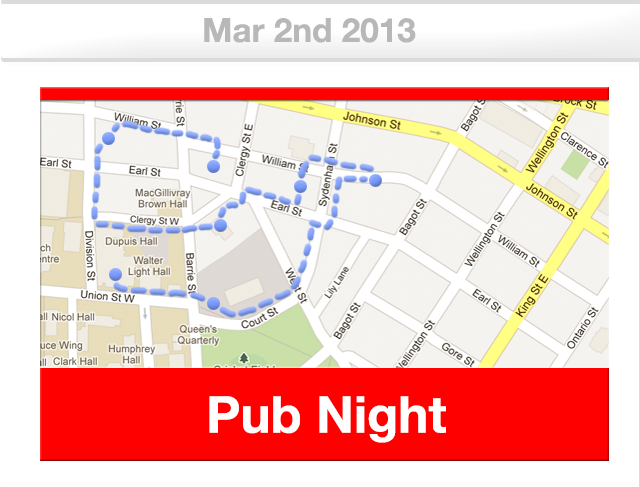 Mar 2nd 2013
Brock St
Bagot St
rrie St
William St
Johnson St
Clergy St E
Wellington St
Clarence St
Earl St
Earl St
William St
Sydenham St
Johnson St
MacGillivray
Brown Hall
Earl St
Bagot St
Clergy St W
Division St
Dupuis Hall
Wellington St
William St
ch
entre
Walter
Light Hall
Barrie St
West St
Lily Lane
King St E
Union St W
Earl St
all Nicol Hall
Queen's
Quarterly
Court St
Bagot St
Ontario St
uce Wing
Clark Hall
Humphrey
Hall
Wellington St
Gore St
Pub Night